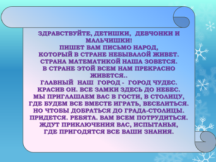 ЗДРАВСТВУЙТЕ, ДЕТИШКИ, ДЕВЧОНКИ И
МАЛЬЧИШКИ!
ПИШЕТ ВАМ ПИСЬМО НАРОД,
КОТОРЫЙ В СТРАНЕ НЕБЫВАЛОЙ ЖИВЕТ.
СТРАНА МАТЕМАТИКОЙ НАША ЗОВЕТСЯ.
В СТРАНЕ ЭТОЙ ВСЕМ НАМ ПРЕКРАСНО
ЖИВЕТСЯ..
ГЛАВНЫЙ НАШ ГОРОД - ГОРОД ЧУДЕС.
КРАСИВ ОН. ВСЕ ЗАМКИ ЗДЕСЬ ДО НЕБЕС.
МЫ ПРИГЛАШАЕМ ВАС В ГОСТИ, В СТОЛИЦУ,
ГДЕ БУДЕМ ВСЕ ВМЕСТЕ ИГРАТЬ, ВЕСЕЛИТЬСЯ.
НО ЧТОБЫ ДОБРАТЬСЯ ДО ГРАДА-СТОЛИЦЫ,
ПРИДЕТСЯ, РЕБЯТА, ВАМ ВСЕМ ПОТРУДИТЬСЯ.
ЖДУТ ПРИКЛЮЧЕНИЯ ВАС, ИСПЫТАНЬЯ,
ГДЕ ПРИГОДЯТСЯ ВСЕ ВАШИ ЗНАНИЯ.